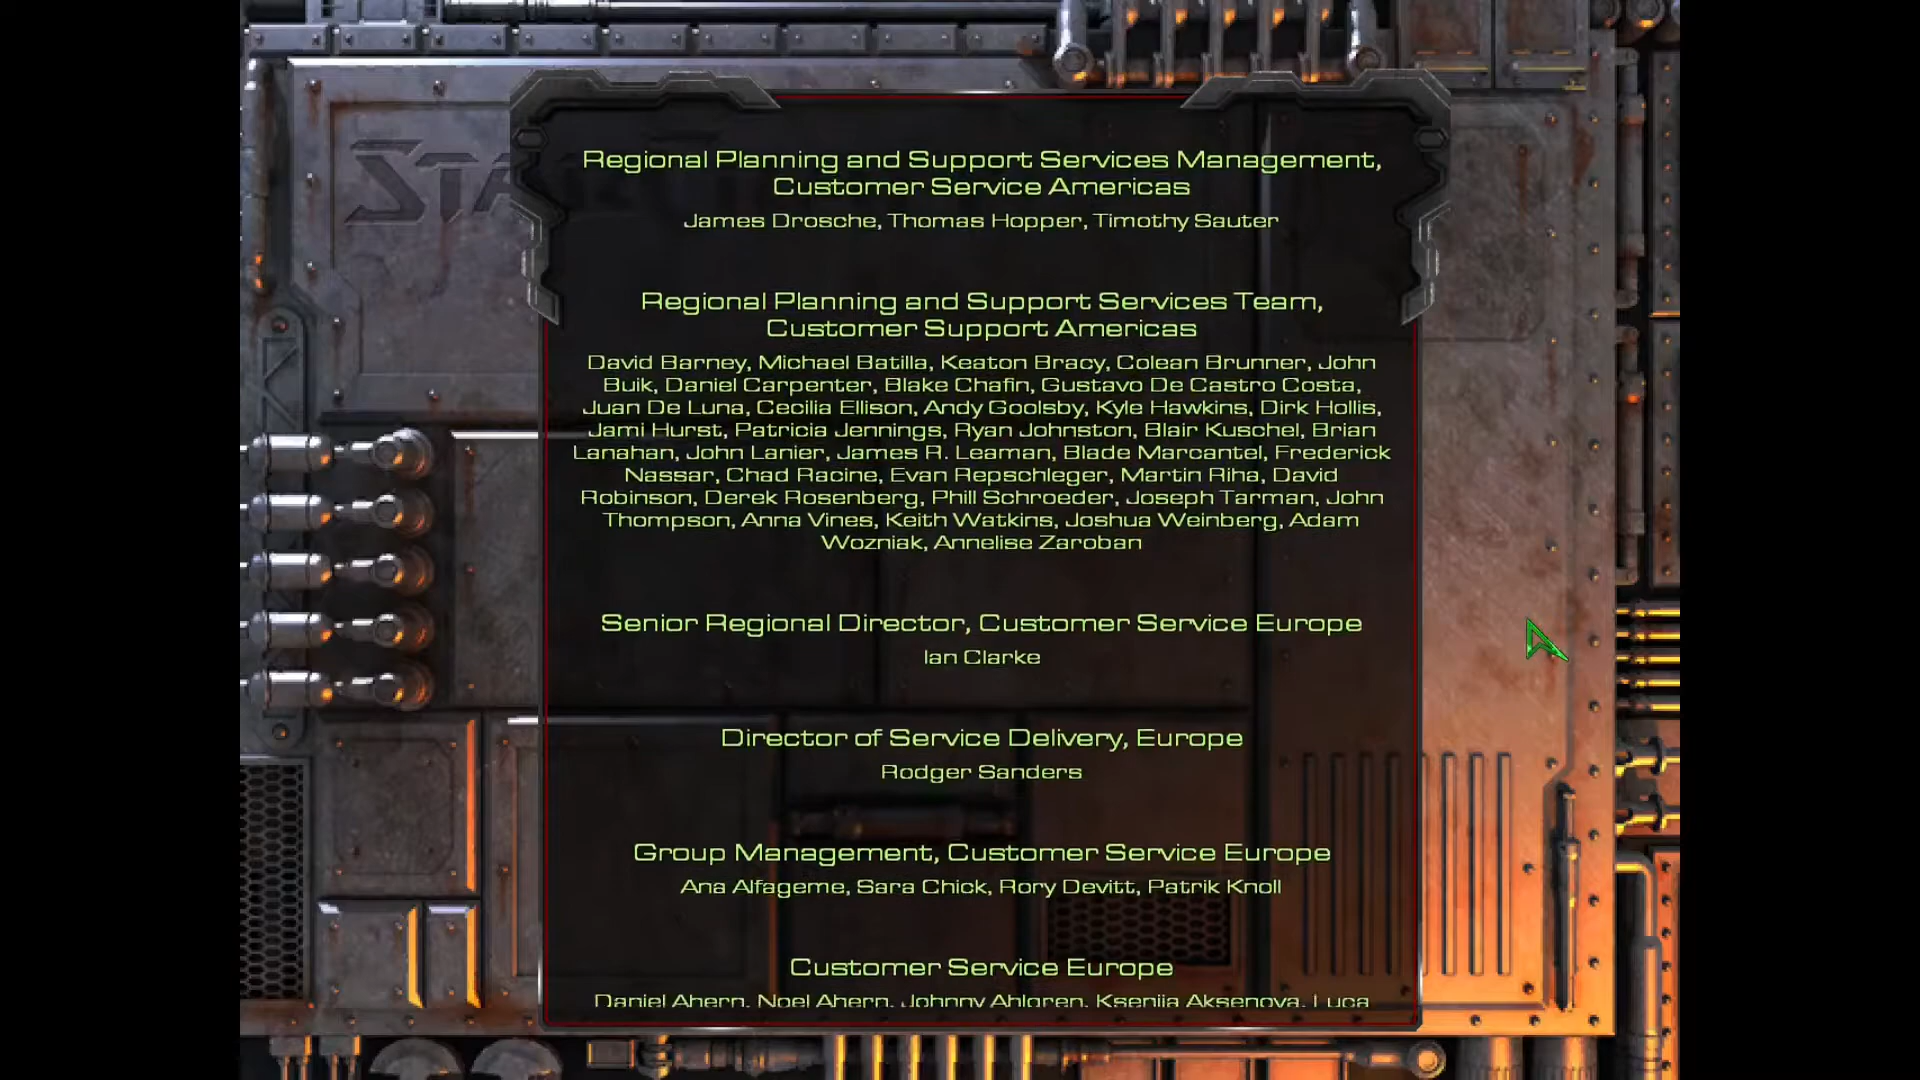 STA
Regional Planning and Support Services Management,
Customer Service Americas
James Drosche, Thomas Hopper, Timothy Sauter
Regional Planning and Support Services Team,
Customer Support Americas
David Barney, Michael Batilla, Keaton Bracy, Colean Brunner, John
Buik, Daniel Carpenter, Blake Chafin, Gustavo De Castro Costa,
Juan De Luna, Cecilia Ellison, Andy Goolsby, Kyle Hawkins, Dirk Hollis,
Jami Hurst, Patricia Jennings, Ryan Johnston, Blair Kuschel, Brian
Lanahan, John Lanier, James R. Leaman, Blade Marcantel, Frederick
Nassar, Chad Racine, Evan Repschleger, Martin Riha, David
Robinson, Derek Rosenberg, Phill Schroeder, Joseph Tarman, John
Thompson, Anna Vines, Keith Watkins, Joshua Weinberg, Adam
Wozniak, Annelise Zaroban
Senior Regional Director, Customer Service Europe
Ian Clarke
Director of Service Delivery, Europe
Rodger Sanders
Group Management, Customer Service Europe
Ana Alfageme, Sara Chick, Rory Devitt, Patrik Knoll
Customer Service Europe
Daniel Ahern, Noel Ahern, Johnny Ahlgren, Ksenija Aksenova, Luca